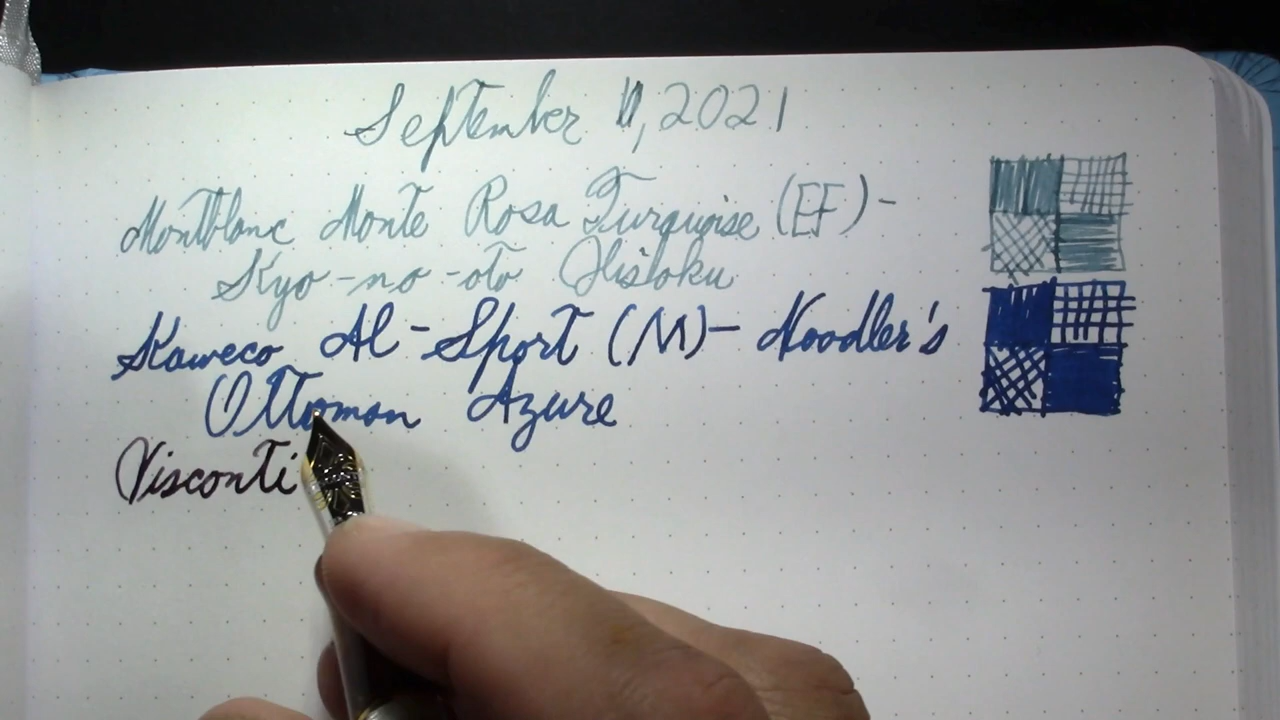 September 11, 2021
Montblanc Monte Rosa Turquoise (EF) -
Kyo-no-oto Hisoku
Kaweco Al-Sport (M) - Noodler's
Ottoman Azure
Visconti